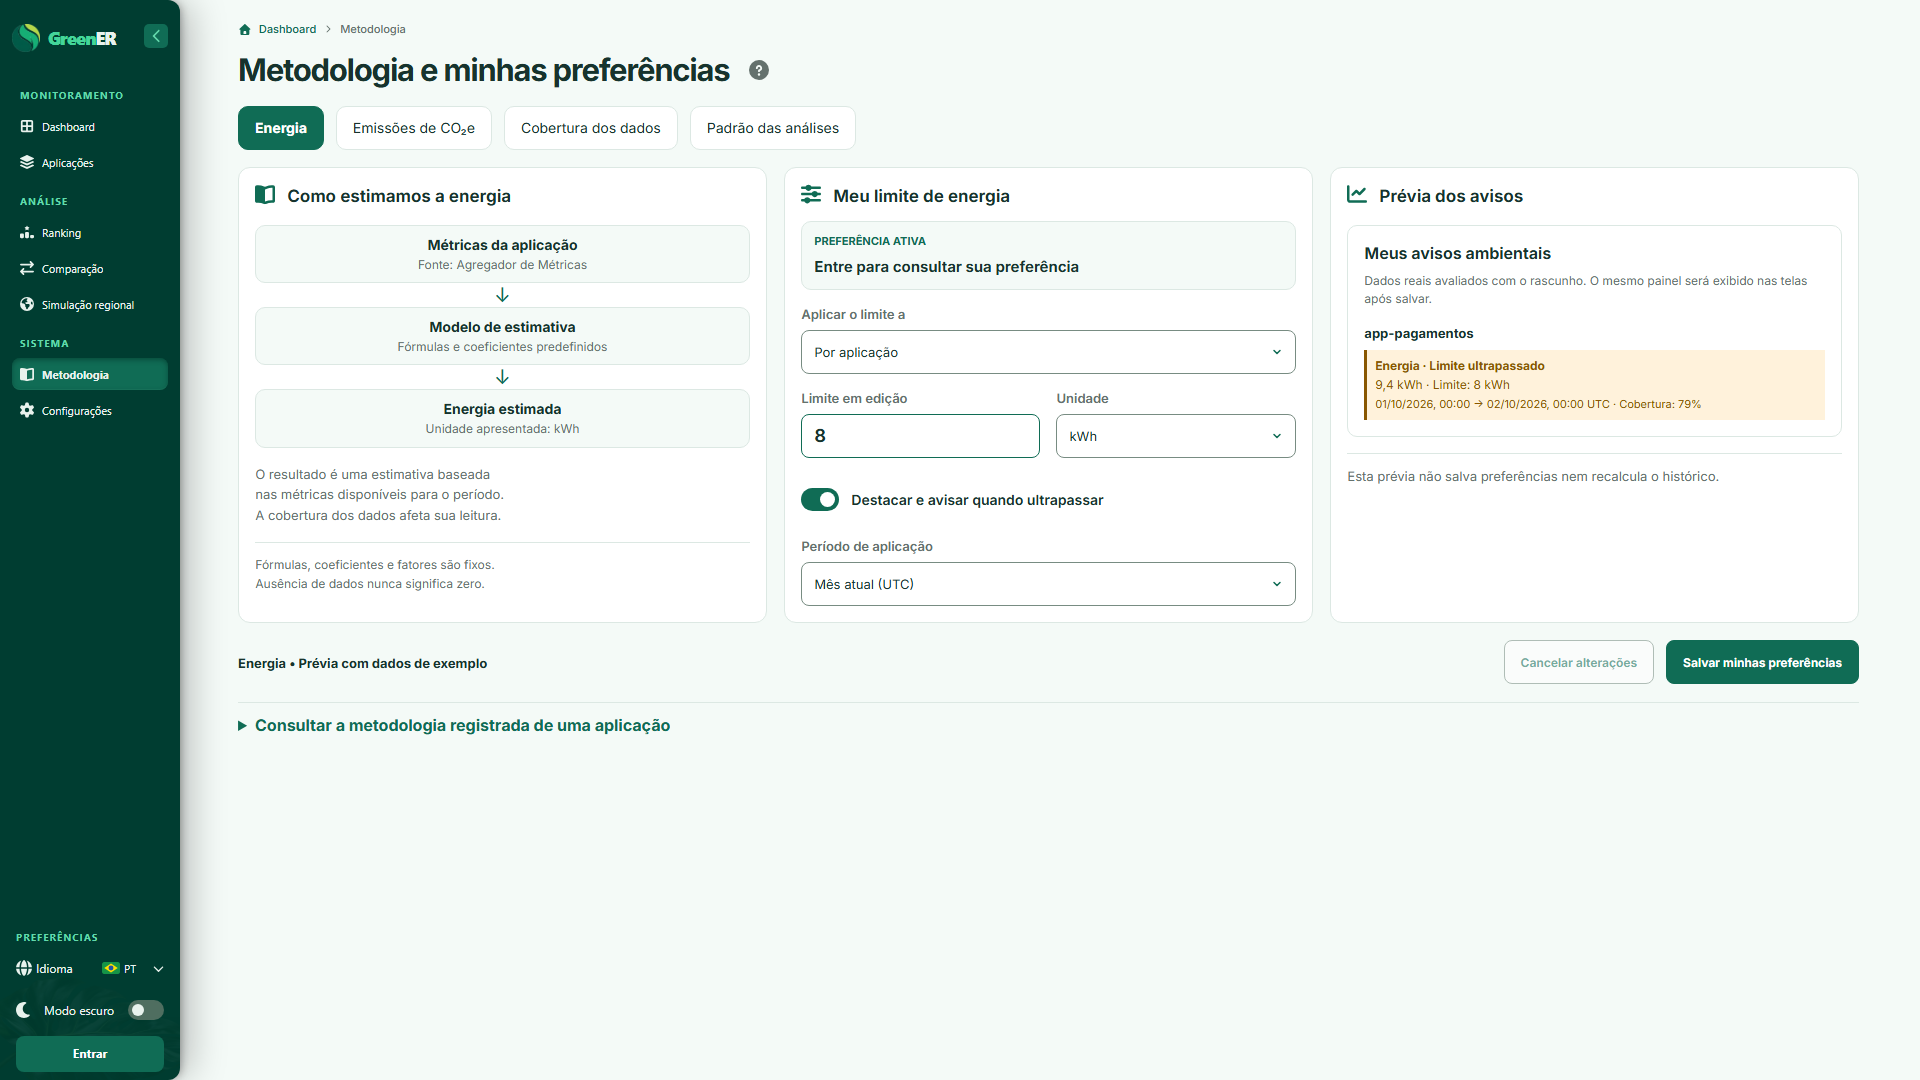 GreenER
MONITORAMENTO
Dashboard
Aplicações
ANÁLISE
Ranking
Comparação
Simulação regional
SISTEMA
Metodologia
Configurações
PREFERÊNCIAS
Idioma
PT
Modo escuro
Entrar
Dashboard > Metodologia
Metodologia e minhas preferências ?
Energia
Emissões de CO₂e
Cobertura dos dados
Padrão das análises
Como estimamos a energia
Métricas da aplicação
Fonte: Agregador de Métricas
↓
Modelo de estimativa
Fórmulas e coeficientes predefinidos
↓
Energia estimada
Unidade apresentada: kWh
O resultado é uma estimativa baseada
nas métricas disponíveis para o período.
A cobertura dos dados afeta sua leitura.
Fórmulas, coeficientes e fatores são fixos.
Ausência de dados nunca significa zero.
Meu limite de energia
PREFERÊNCIA ATIVA
Entre para consultar sua preferência
Aplicar o limite a
Por aplicação
Limite em edição
8
Unidade
kWh
Destacar e avisar quando ultrapassar
Período de aplicação
Mês atual (UTC)
Prévia dos avisos
Meus avisos ambientais
Dados reais avaliados com o rascunho. O mesmo painel será exibido nas telas
após salvar.
app-pagamentos
Energia · Limite ultrapassado
9,4 kWh · Limite: 8 kWh
01/10/2026, 00:00 → 02/10/2026, 00:00 UTC · Cobertura: 79%
Esta prévia não salva preferências nem recalcula o histórico.
Energia • Prévia com dados de exemplo
Cancelar alterações
Salvar minhas preferências
Consultar a metodologia registrada de uma aplicação